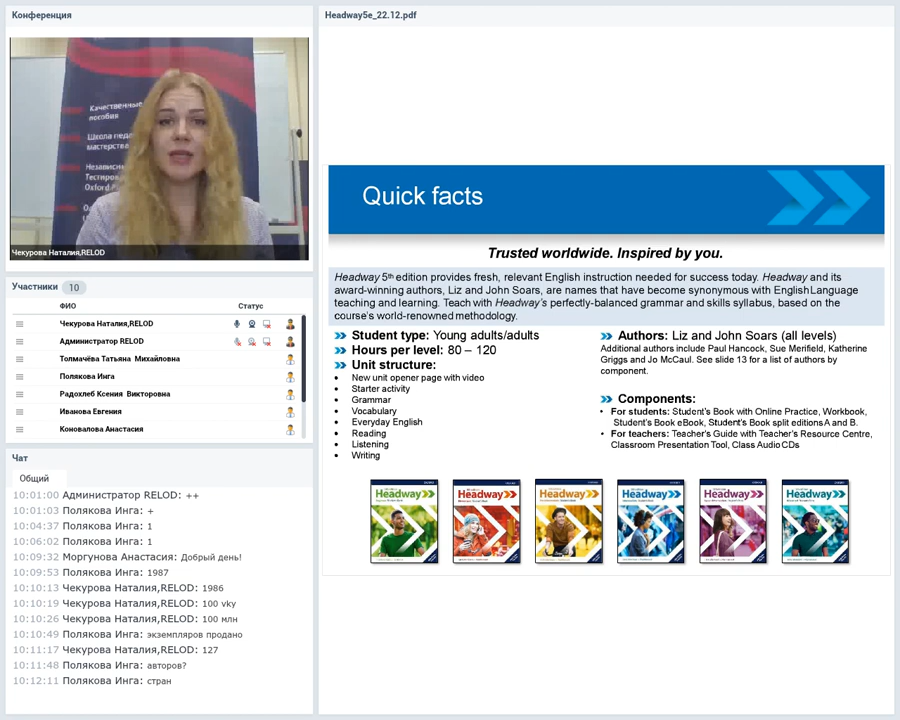 Конференция
Качественные
пособия
Школа педа
мастерства
Независим
Тестиро
Oxford
Чекурова Наталия,RELOD
Участники 10
ФИО Статус
Чекурова Наталия,RELOD
Администратор RELOD
Толмачёва Татьяна Михайловна
Полякова Инга
Радохлеб Ксения Викторовна
Иванова Евгения
Коновалова Анастасия
Чат
Общий
10:01:00 Администратор RELOD: ++
10:01:03 Полякова Инга: +
10:04:37 Полякова Инга: 1
10:06:02 Полякова Инга: 1
10:09:32 Моргунова Анастасия: Добрый день!
10:09:53 Полякова Инга: 1987
10:10:13 Чекурова Наталия,RELOD: 1986
10:10:19 Чекурова Наталия,RELOD: 100 vky
10:10:26 Чекурова Наталия,RELOD: 100 млн
10:10:49 Полякова Инга: экземпляров продано
10:11:17 Чекурова Наталия,RELOD: 127
10:11:48 Полякова Инга: авторов?
10:12:11 Полякова Инга: стран
Headway5e_22.12.pdf
Quick facts
Trusted worldwide. Inspired by you.
Headway 5th edition provides fresh, relevant English instruction needed for success today. Headway and its
award-winning authors, Liz and John Soars, are names that have become synonymous with English Language
teaching and learning. Teach with Headway's perfectly-balanced grammar and skills syllabus, based on the
course's world-renowned methodology.
Student type: Young adults/adults
Hours per level: 80 – 120
Unit structure:
• New unit opener page with video
• Starter activity
• Grammar
• Vocabulary
• Everyday English
• Reading
• Listening
• Writing
Authors: Liz and John Soars (all levels)
Additional authors include Paul Hancock, Sue Merifield, Katherine
Griggs and Jo McCaul. See slide 13 for a list of authors by
component.
Components:
• For students: Student's Book with Online Practice, Workbook,
Student's Book eBook, Student's Book split editions A and B.
• For teachers: Teacher's Guide with Teacher's Resource Centre,
Classroom Presentation Tool, Class Audio CDs
Headway
Headway
Headway
Headway
Headway
Headway